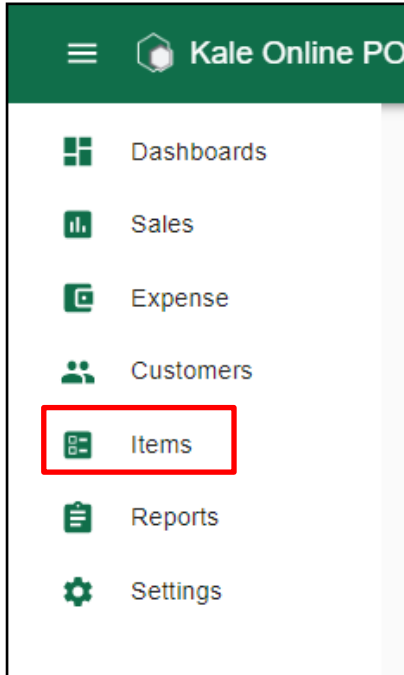 Kale Online PO
Dashboards
Sales
Expense
Customers
Items
Reports
Settings